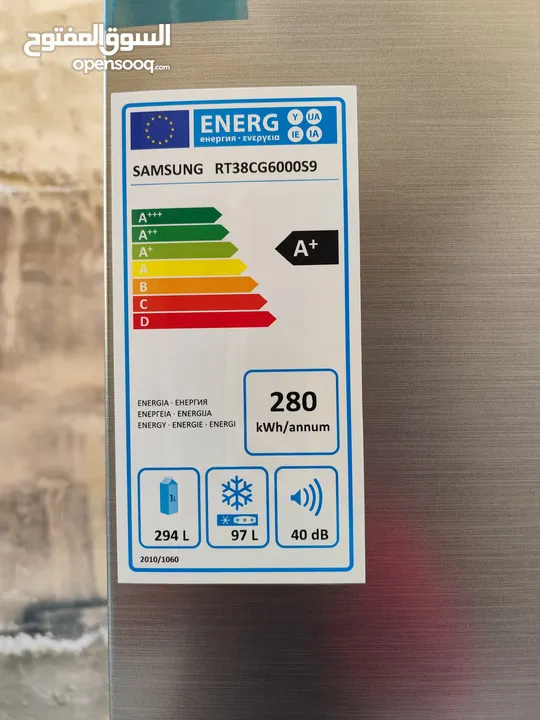 السوق المفتوح
opensooq.com
ENERG
енергия · ενεργεια
Y IJA
IE IA
SAMSUNG RT38CG6000S9
A+++
A++
A+
A
B
C
D
A+
ENERGIA · ЕНЕРГИЯ
ΕΝΕΡΓΕΙΑ · ENERGIJA
ENERGY · ENERGIE · ENERGI
280
kWh/annum
1L
294 L
97 L
40 dB
2010/1060